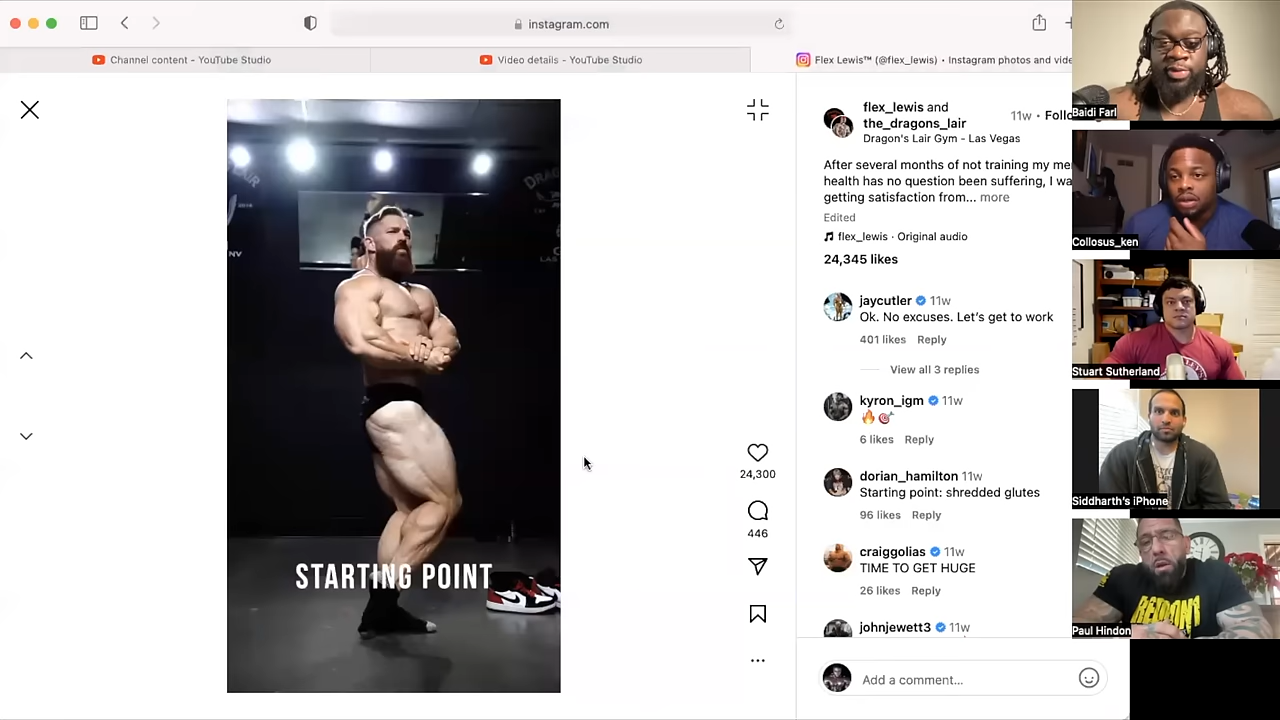 instagram.com
Channel content - YouTube Studio
Video details - YouTube Studio
Flex Lewis™ (@flex_lewis) • Instagram photos and vide
flex_lewis and
the_dragons_lair
11w • Follo
Dragon's Lair Gym - Las Vegas
After several months of not training my me
health has no question been suffering, I wa
getting satisfaction from... more
Edited
flex_lewis · Original audio
24,345 likes
jaycutler 11w
Ok. No excuses. Let's get to work
401 likes Reply
View all 3 replies
kyron_igm 11w
🔥🎯
6 likes Reply
dorian_hamilton 11w
Starting point: shredded glutes
96 likes Reply
craiggolias 11w
TIME TO GET HUGE
26 likes Reply
johnjewett3 11w
Add a comment...
24,300
446
NV
STARTING POINT
Baidi Farl
Collosus_ken
Stuart Sutherland
Siddharth's iPhone
Paul Hindon